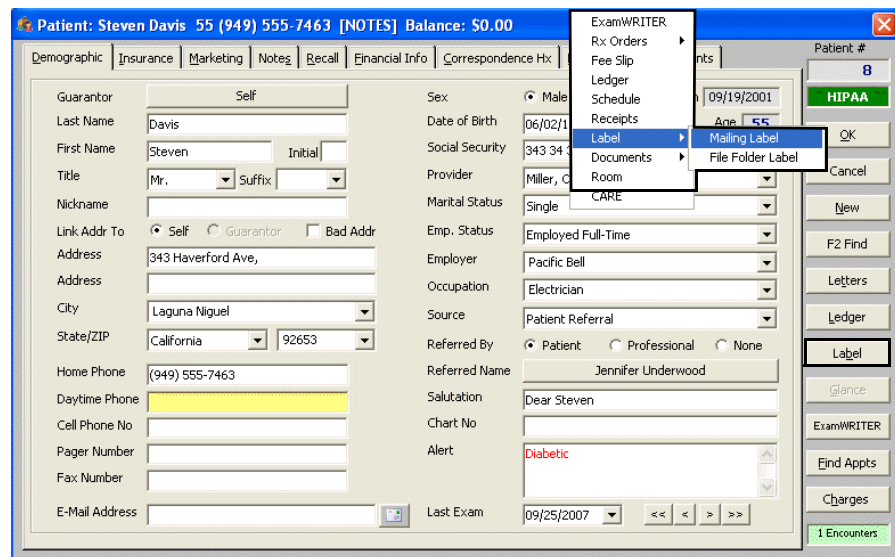 Patient: Steven Davis 55 (949) 555-7463 [NOTES] Balance: $0.00
Demographic Insurance Marketing Notes Recall Financial Info Correspondence Hx
ExamWRITER
Rx Orders
Fee Slip
Ledger
Schedule
Receipts
Label
Documents
Room
CARE
Mailing Label
File Folder Label
Guarantor Self
Last Name Davis
First Name Steven Initial
Title Mr. Suffix
Nickname
Link Addr To Self Guarantor Bad Addr
Address 343 Haverford Ave,
Address
City Laguna Niguel
State/ZIP California 92653
Home Phone (949) 555-7463
Daytime Phone
Cell Phone No
Pager Number
Fax Number
E-Mail Address
Sex Male 09/19/2001
Date of Birth 06/02/1 Age 55
Social Security 343 34 3
Provider Miller,
Marital Status Single
Emp. Status Employed Full-Time
Employer Pacific Bell
Occupation Electrician
Source Patient Referral
Referred By Patient Professional None
Referred Name Jennifer Underwood
Salutation Dear Steven
Chart No
Alert Diabetic
Last Exam 09/25/2007 << < > >>
Patient #
8
HIPAA
OK
Cancel
New
F2 Find
Letters
Ledger
Label
Glance
ExamWRITER
Find Appts
Charges
1 Encounters